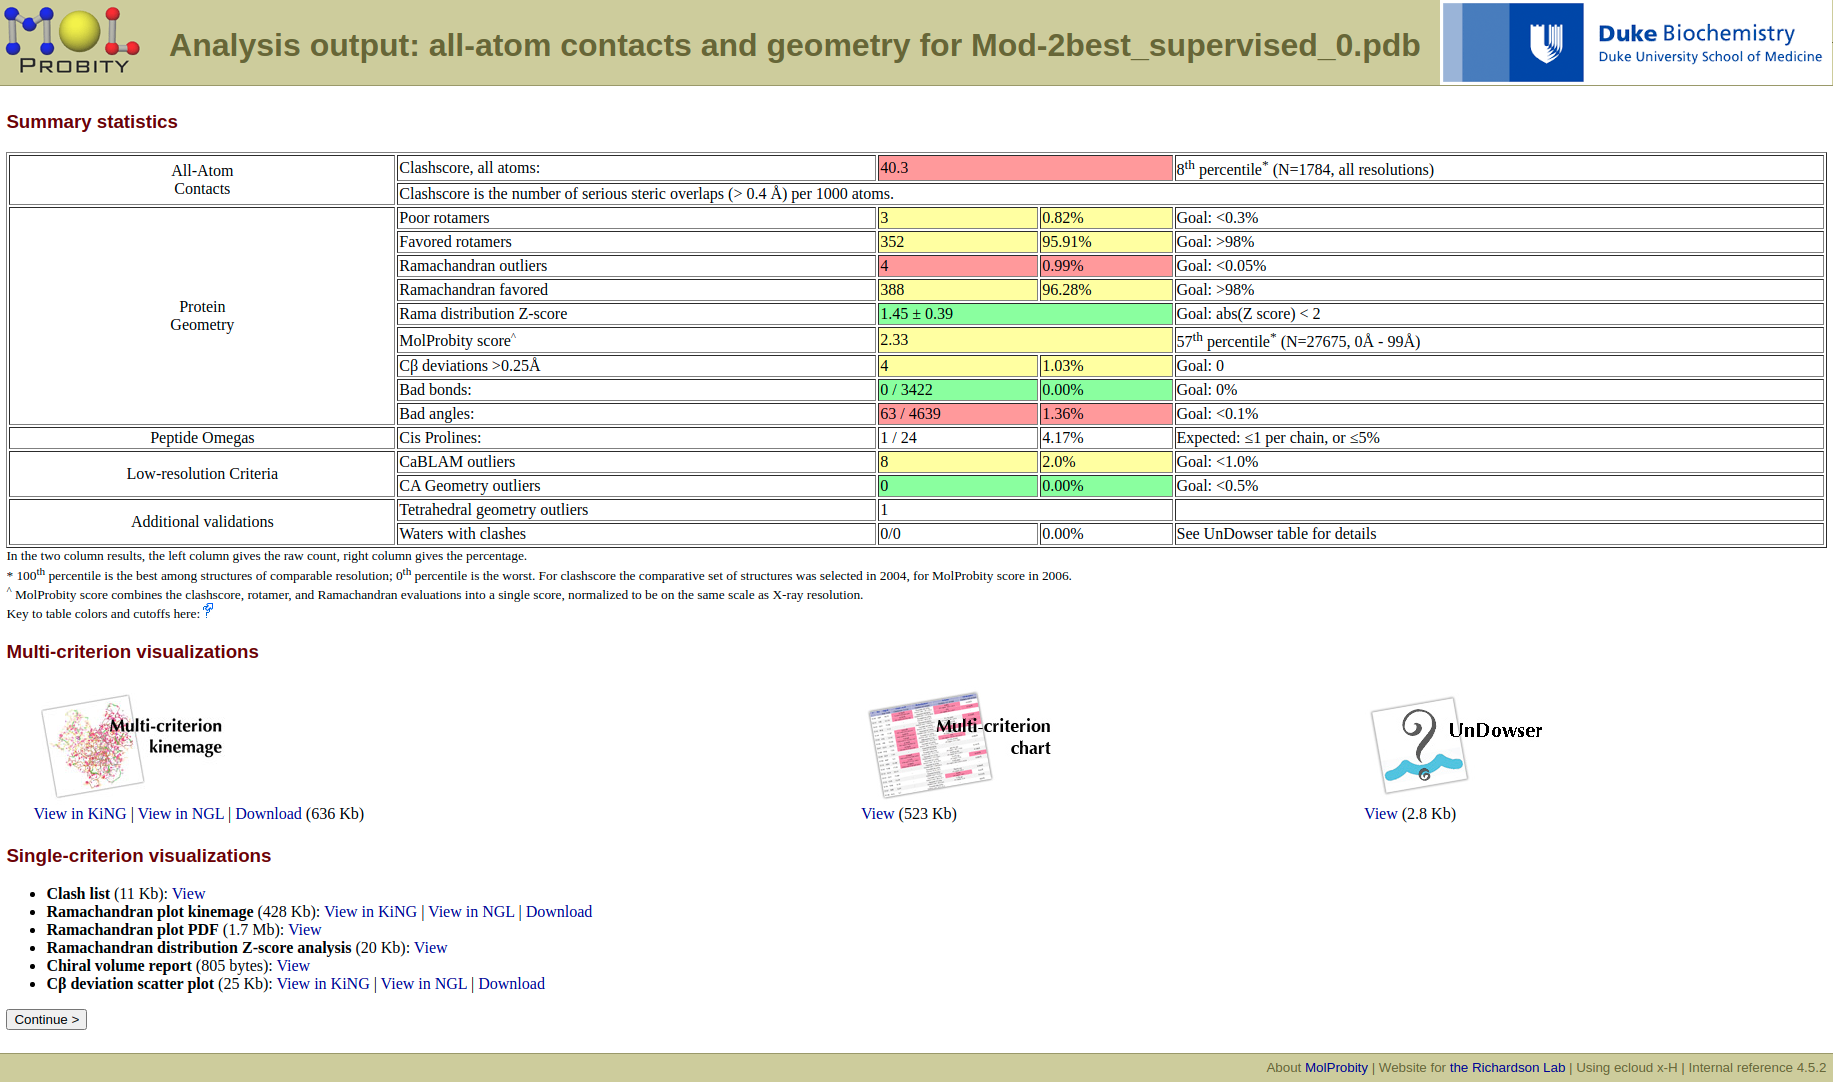 PROBITY
Analysis output: all-atom contacts and geometry for Mod-2best_supervised_0.pdb
Duke Biochemistry
Duke University School of Medicine
Summary statistics
All-Atom Contacts
Clashscore, all atoms: 40.3 8th percentile* (N=1784, all resolutions)
Clashscore is the number of serious steric overlaps (> 0.4 Å) per 1000 atoms.
Protein Geometry
Poor rotamers 3 0.82% Goal: <0.3%
Favored rotamers 352 95.91% Goal: >98%
Ramachandran outliers 4 0.99% Goal: <0.05%
Ramachandran favored 388 96.28% Goal: >98%
Rama distribution Z-score 1.45 ± 0.39 Goal: abs(Z score) < 2
MolProbity score^ 2.33 57th percentile* (N=27675, 0Å - 99Å)
Cβ deviations >0.25Å 4 1.03% Goal: 0
Bad bonds: 0 / 3422 0.00% Goal: 0%
Bad angles: 63 / 4639 1.36% Goal: <0.1%
Peptide Omegas Cis Prolines: 1 / 24 4.17% Expected: ≤1 per chain, or ≤5%
Low-resolution Criteria
CaBLAM outliers 8 2.0% Goal: <1.0%
CA Geometry outliers 0 0.00% Goal: <0.5%
Additional validations
Tetrahedral geometry outliers 1
Waters with clashes 0/0 0.00% See UnDowser table for details
In the two column results, the left column gives the raw count, right column gives the percentage.
* 100th percentile is the best among structures of comparable resolution; 0th percentile is the worst. For clashscore the comparative set of structures was selected in 2004, for MolProbity score in 2006.
^ MolProbity score combines the clashscore, rotamer, and Ramachandran evaluations into a single score, normalized to be on the same scale as X-ray resolution.
Key to table colors and cutoffs here:
Multi-criterion visualizations
Multi-criterion kinemage
Multi-criterion chart
UnDowser
View in KiNG | View in NGL | Download (636 Kb)
View (523 Kb)
View (2.8 Kb)
Single-criterion visualizations
• Clash list (11 Kb): View
• Ramachandran plot kinemage (428 Kb): View in KiNG | View in NGL | Download
• Ramachandran plot PDF (1.7 Mb): View
• Ramachandran distribution Z-score analysis (20 Kb): View
• Chiral volume report (805 bytes): View
• Cβ deviation scatter plot (25 Kb): View in KiNG | View in NGL | Download
Continue >
About MolProbity | Website for the Richardson Lab | Using ecloud x-H | Internal reference 4.5.2